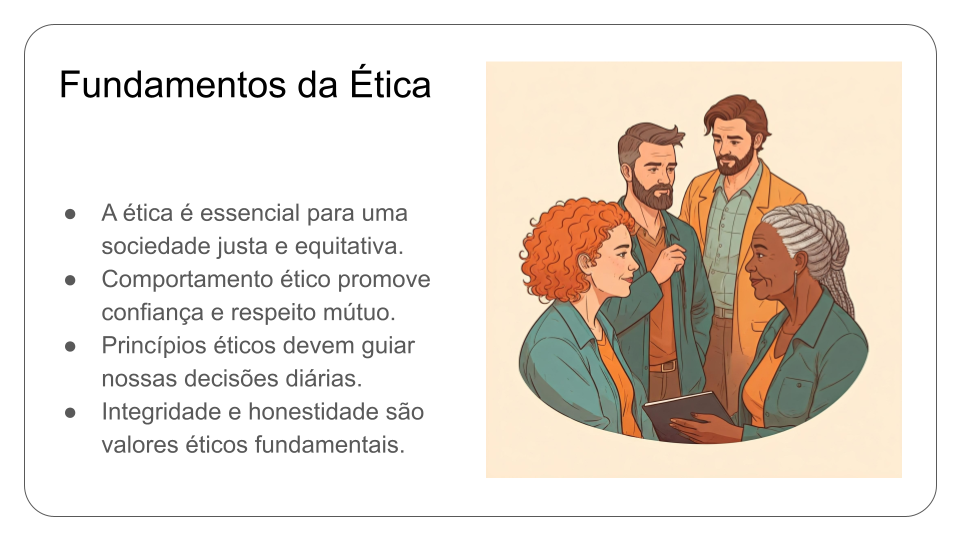 Fundamentos da Ética
● A ética é essencial para uma
sociedade justa e equitativa.
● Comportamento ético promove
confiança e respeito mútuo.
● Princípios éticos devem guiar
nossas decisões diárias.
● Integridade e honestidade são
valores éticos fundamentais.